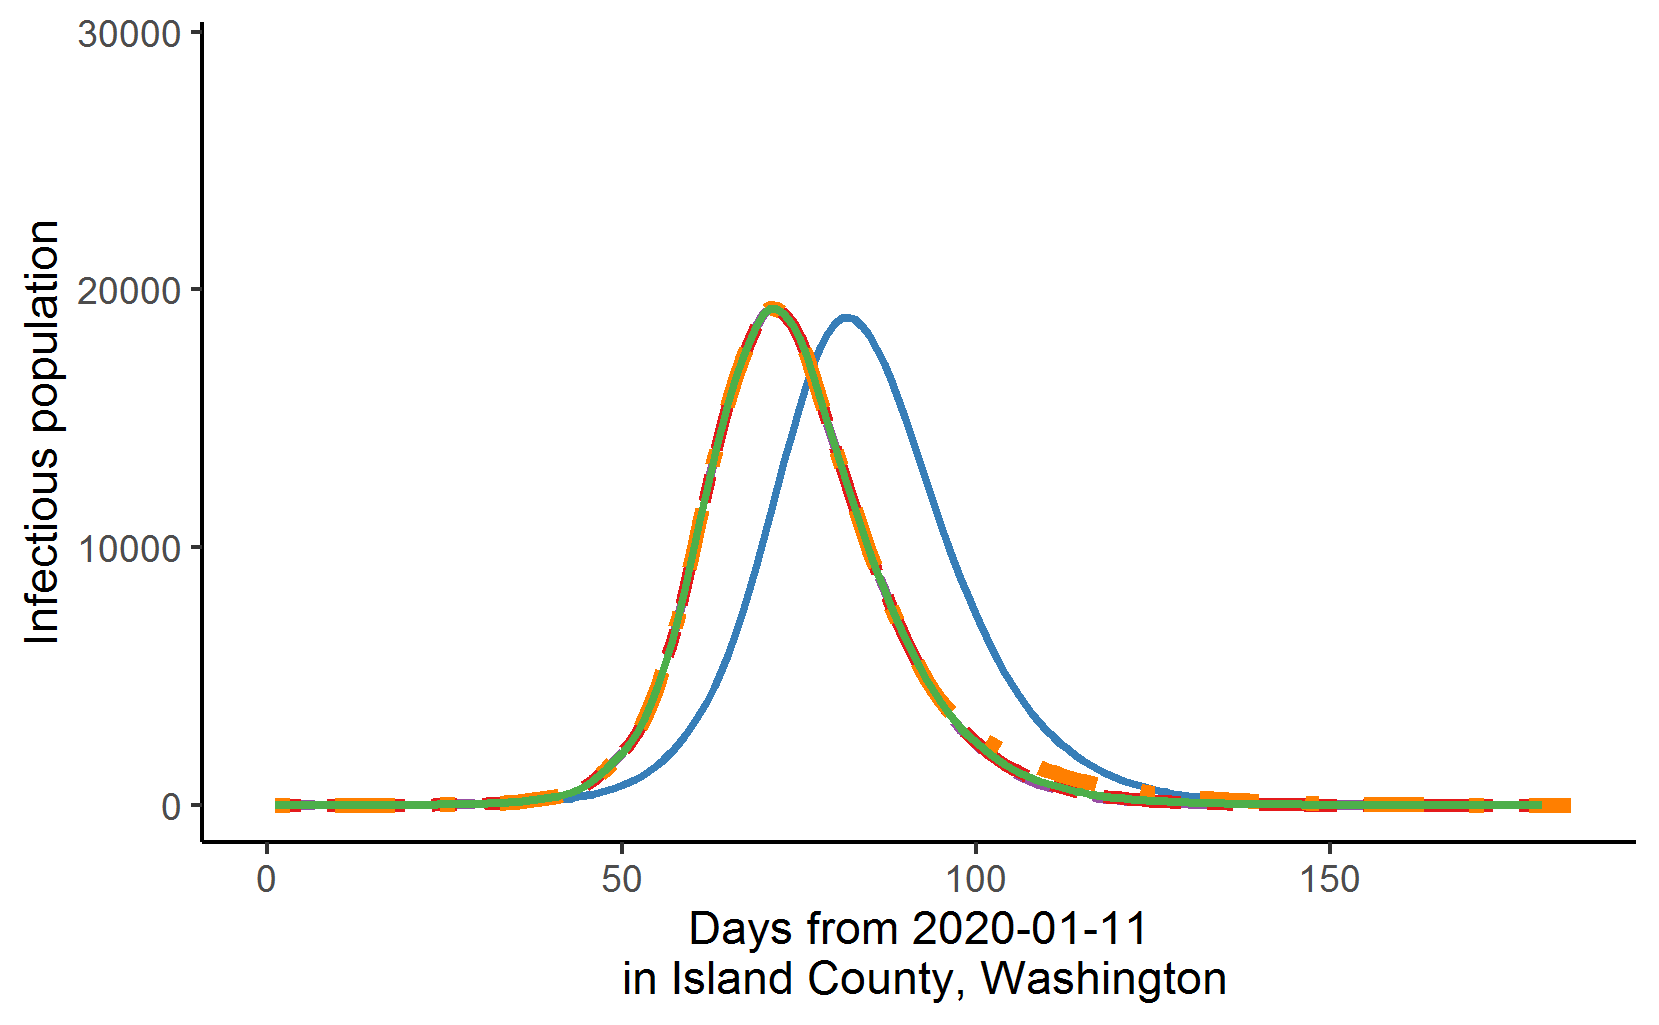 30000
20000
10000
0
Infectious population
0 50 100 150
Days from 2020-01-11
in Island County, Washington